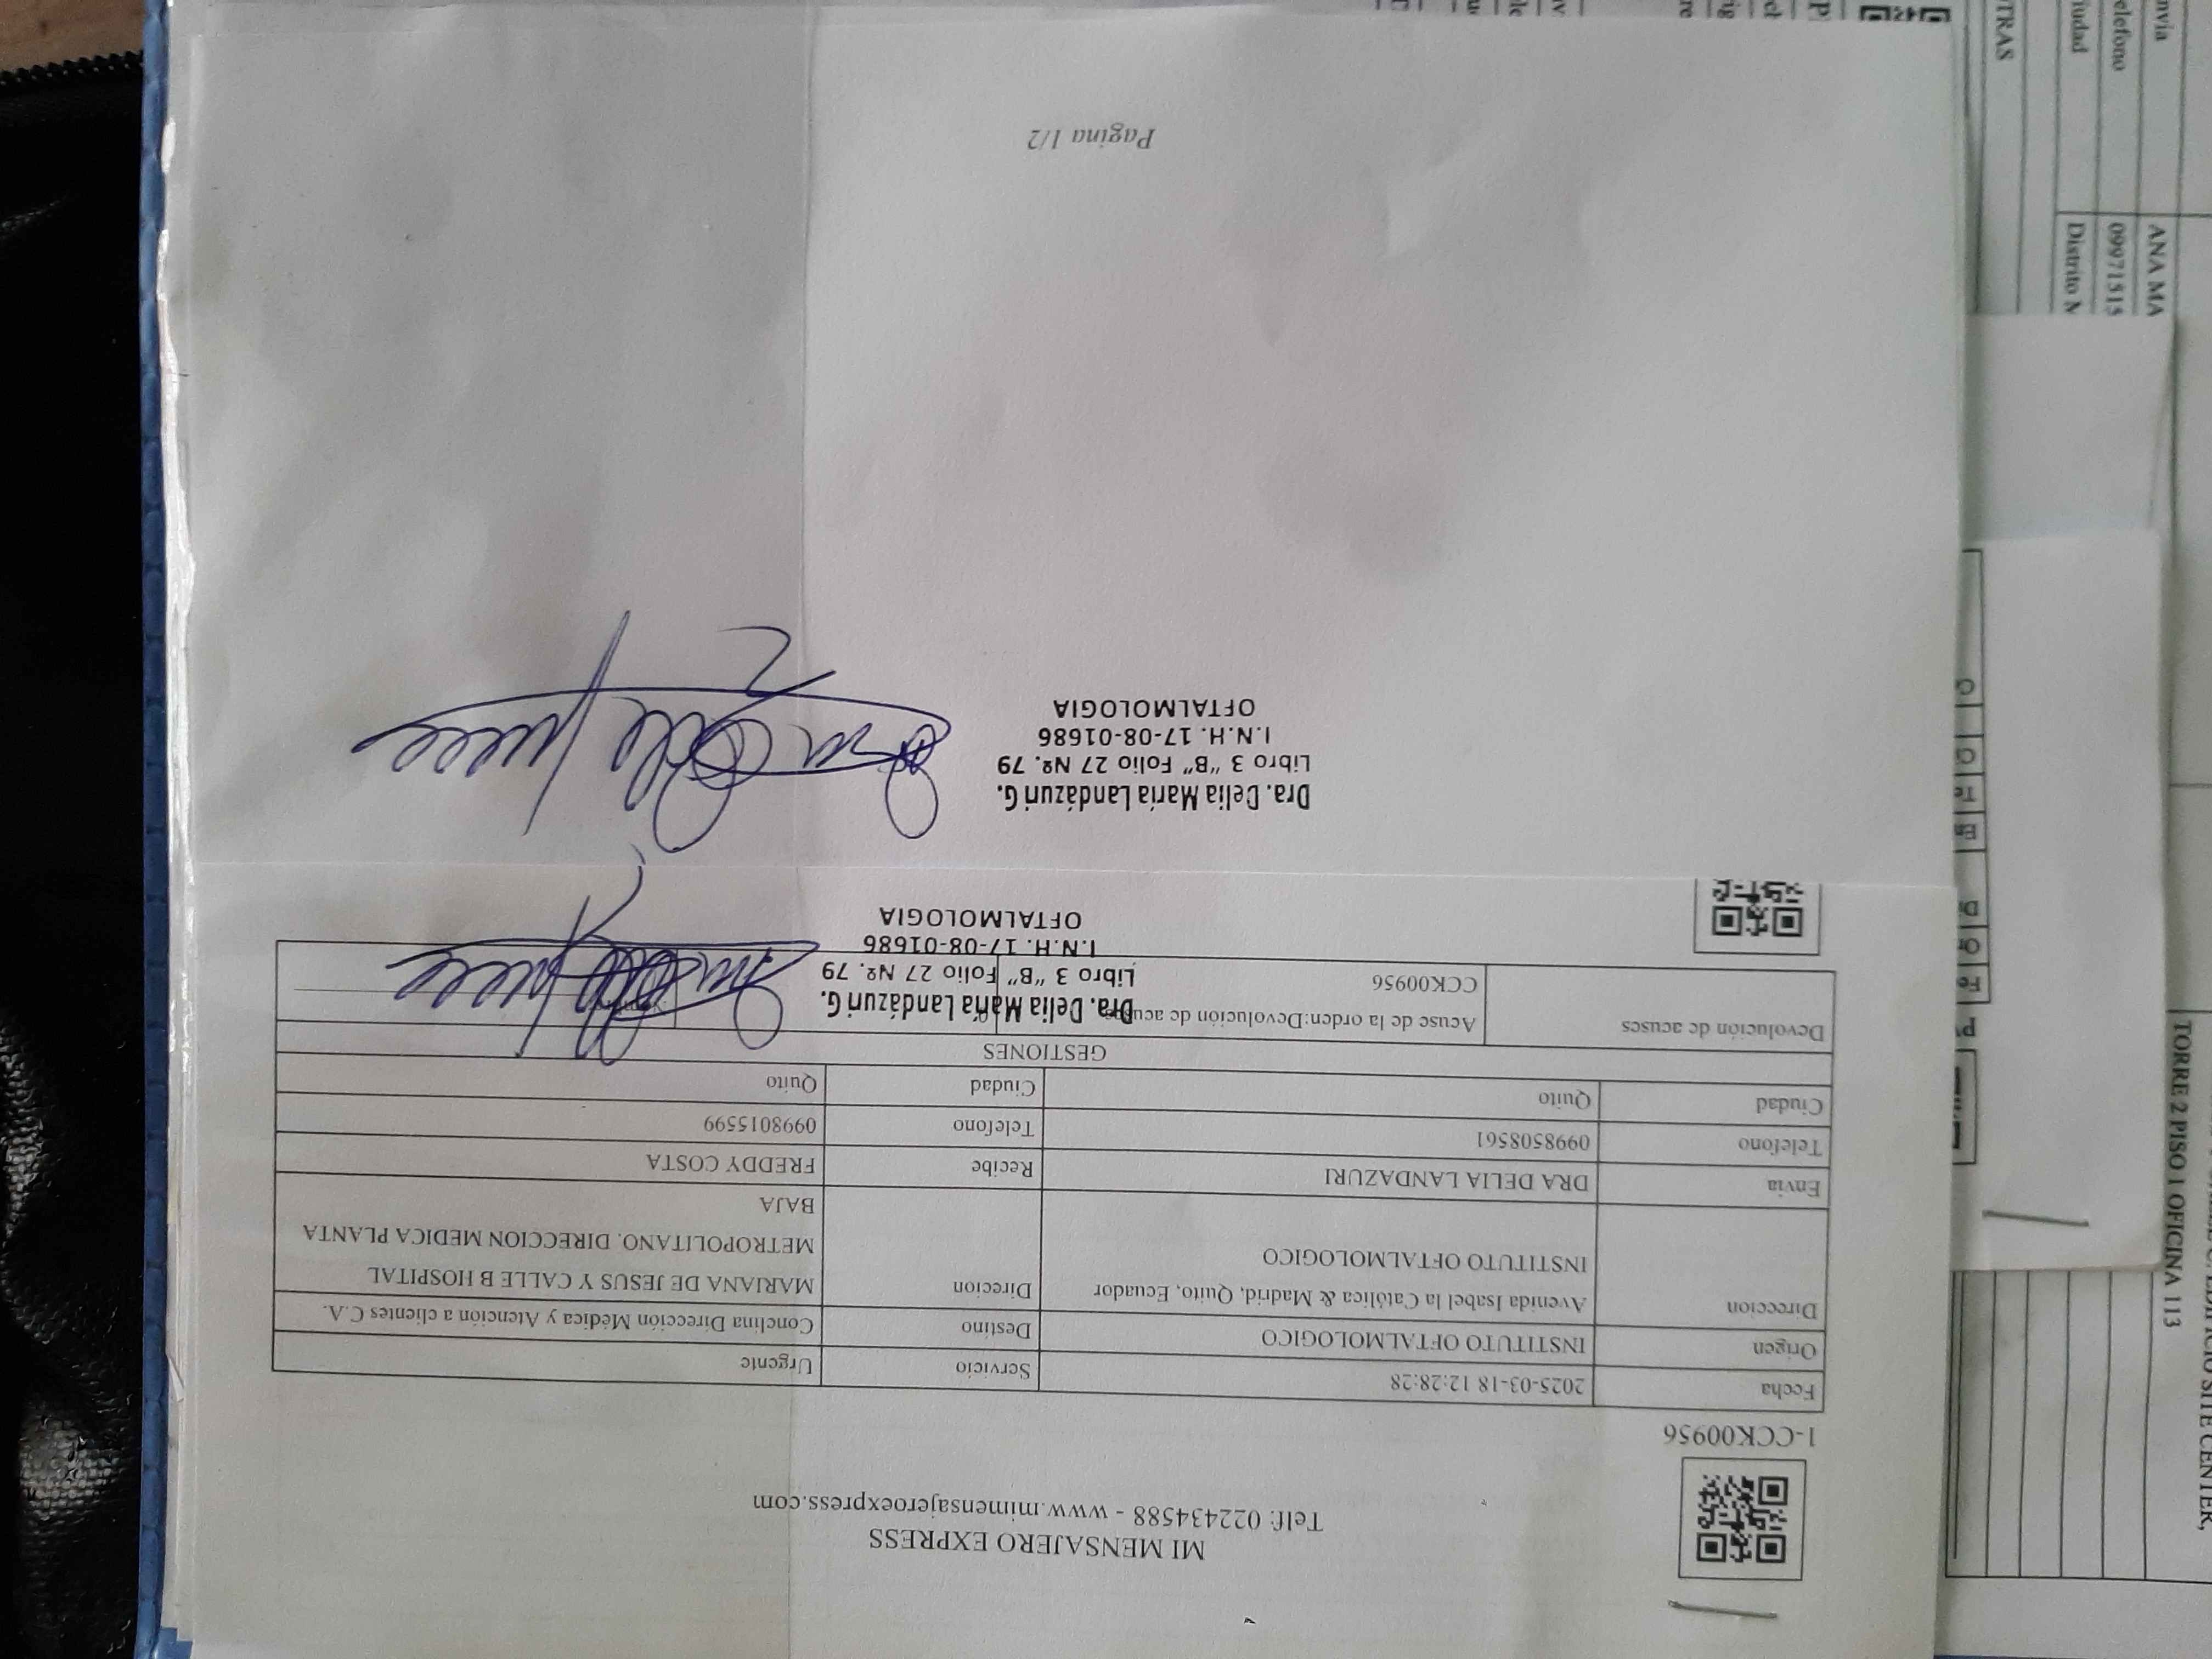 MI MENSAJERO EXPRESS
Telf: 022434588 - www.mimensajeroexpress.com
1-CCK00956
Fecha 2025-03-18 12:28:28 Servicio Urgente
Origen INSTITUTO OFTALMOLOGICO Destino Conclina Dirección Médica y Atención a clientes C.A.
Direccion Avenida Isabel la Católica & Madrid, Quito, Ecuador INSTITUTO OFTALMOLOGICO Direccion MARIANA DE JESUS Y CALLE B HOSPITAL
METROPOLITANO. DIRECCION MEDICA PLANTA
BAJA
Envia DRA DELIA LANDAZURI Recibe FREDDY COSTA
Telefono 0998508561 Telefono 0998015599
Ciudad Quito Ciudad Quito
GESTIONES
Devolución de acuses Acuse de la orden:Devolución de acuses
CCK00956
Dra. Delia María Landázuri G.
Libro 3 "B" Folio 27 Nº. 79
I.N.H. 17-08-01686
OFTALMOLOGIA
Dra. Delia María Landázuri G.
Libro 3 "B" Folio 27 Nº. 79
I.N.H. 17-08-01686
OFTALMOLOGIA
Pagina 1/2
ANA MA
Distrito M
TORRE 2 PISO 1 OFICINA 113